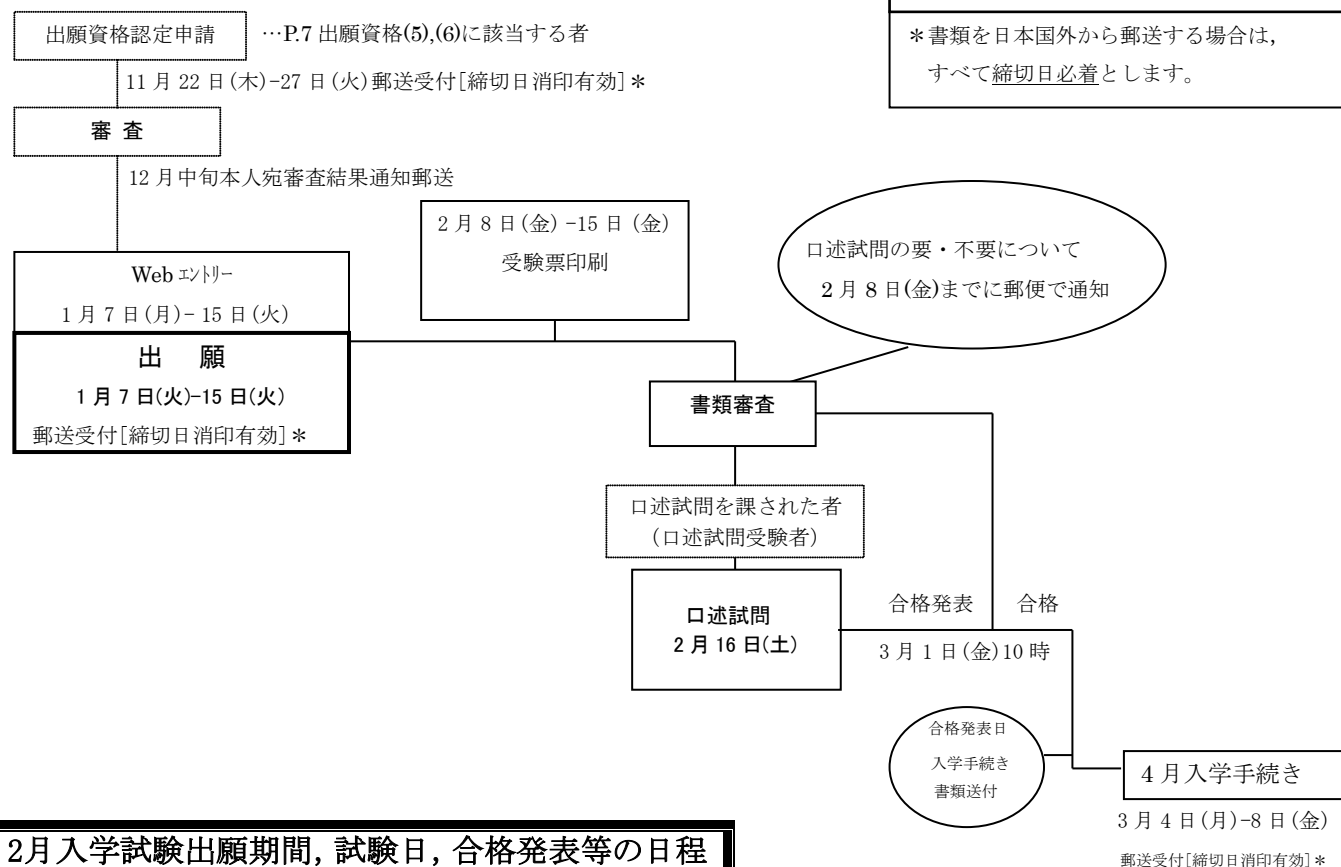 出願資格認定申請 …P.7 出願資格(5),(6)に該当する者
11 月 22 日(木)-27 日(火)郵送受付[締切日消印有効]＊
審 査
12 月中旬本人宛審査結果通知郵送
＊書類を日本国外から郵送する場合は,
すべて締切日必着とします。
Web エントリー
1 月 7 日(月)- 15 日(火)
出 願
1 月 7 日(火)-15 日(火)
郵送受付[締切日消印有効]＊
2 月 8 日(金) -15 日 (金)
受験票印刷
口述試問の要・不要について
2 月 8 日(金)までに郵便で通知
書類審査
口述試問を課された者
(口述試問受験者)
口述試問
2 月 16 日(土)
合格発表 合格
3 月 1 日(金)10 時
合格発表日
入学手続き
書類送付
4 月入学手続き
3 月 4 日(月)-8 日(金)
郵送受付[締切日消印有効]＊
2月入学試験出願期間, 試験日, 合格発表等の日程